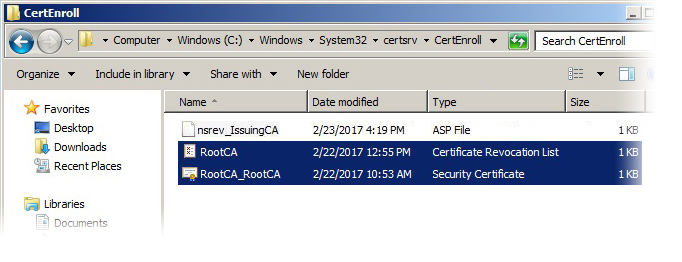 CertEnroll
Computer Windows (C:) Windows System32 certsrv CertEnroll Search CertEnroll
Organize Include in library Share with New folder
Favorites
Desktop
Downloads
Recent Places
Libraries
Documents
Name Date modified Type Size
nsrev_IssuingCA 2/23/2017 4:19 PM ASP File 1 KB
RootCA 2/22/2017 12:55 PM Certificate Revocation List 1 KB
RootCA_RootCA 2/22/2017 10:53 AM Security Certificate 1 KB